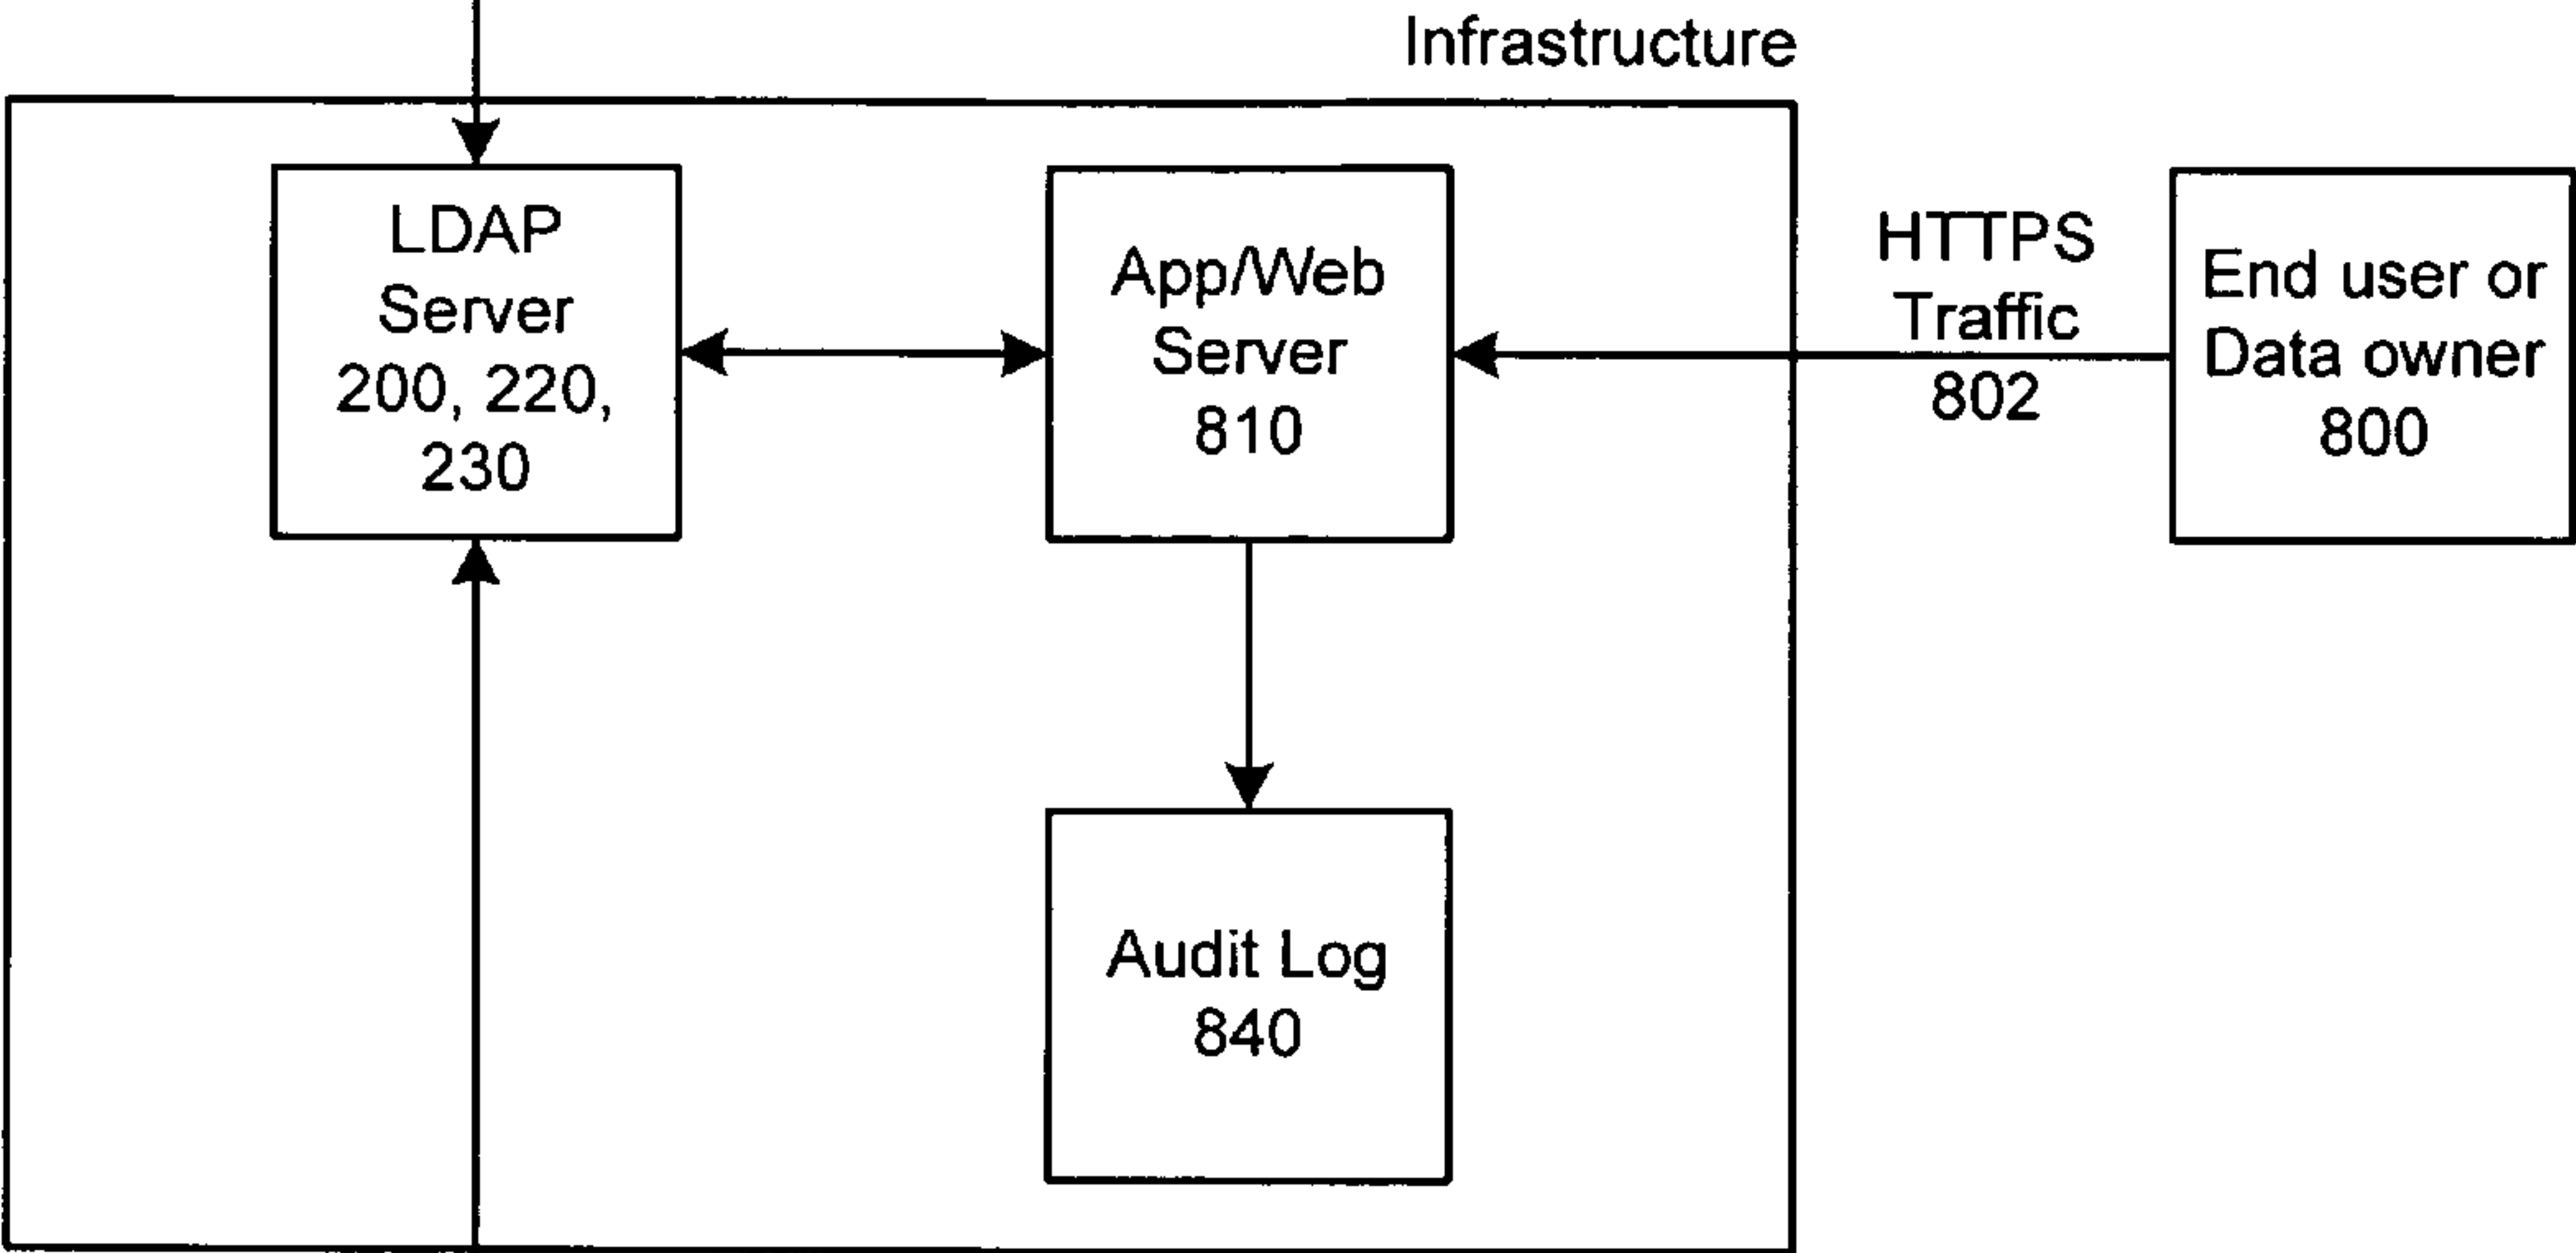 Infrastructure
LDAP
Server
200, 220,
230
App/Web
Server
810
HTTPS
Traffic
802
End user or
Data owner
800
Audit Log
840